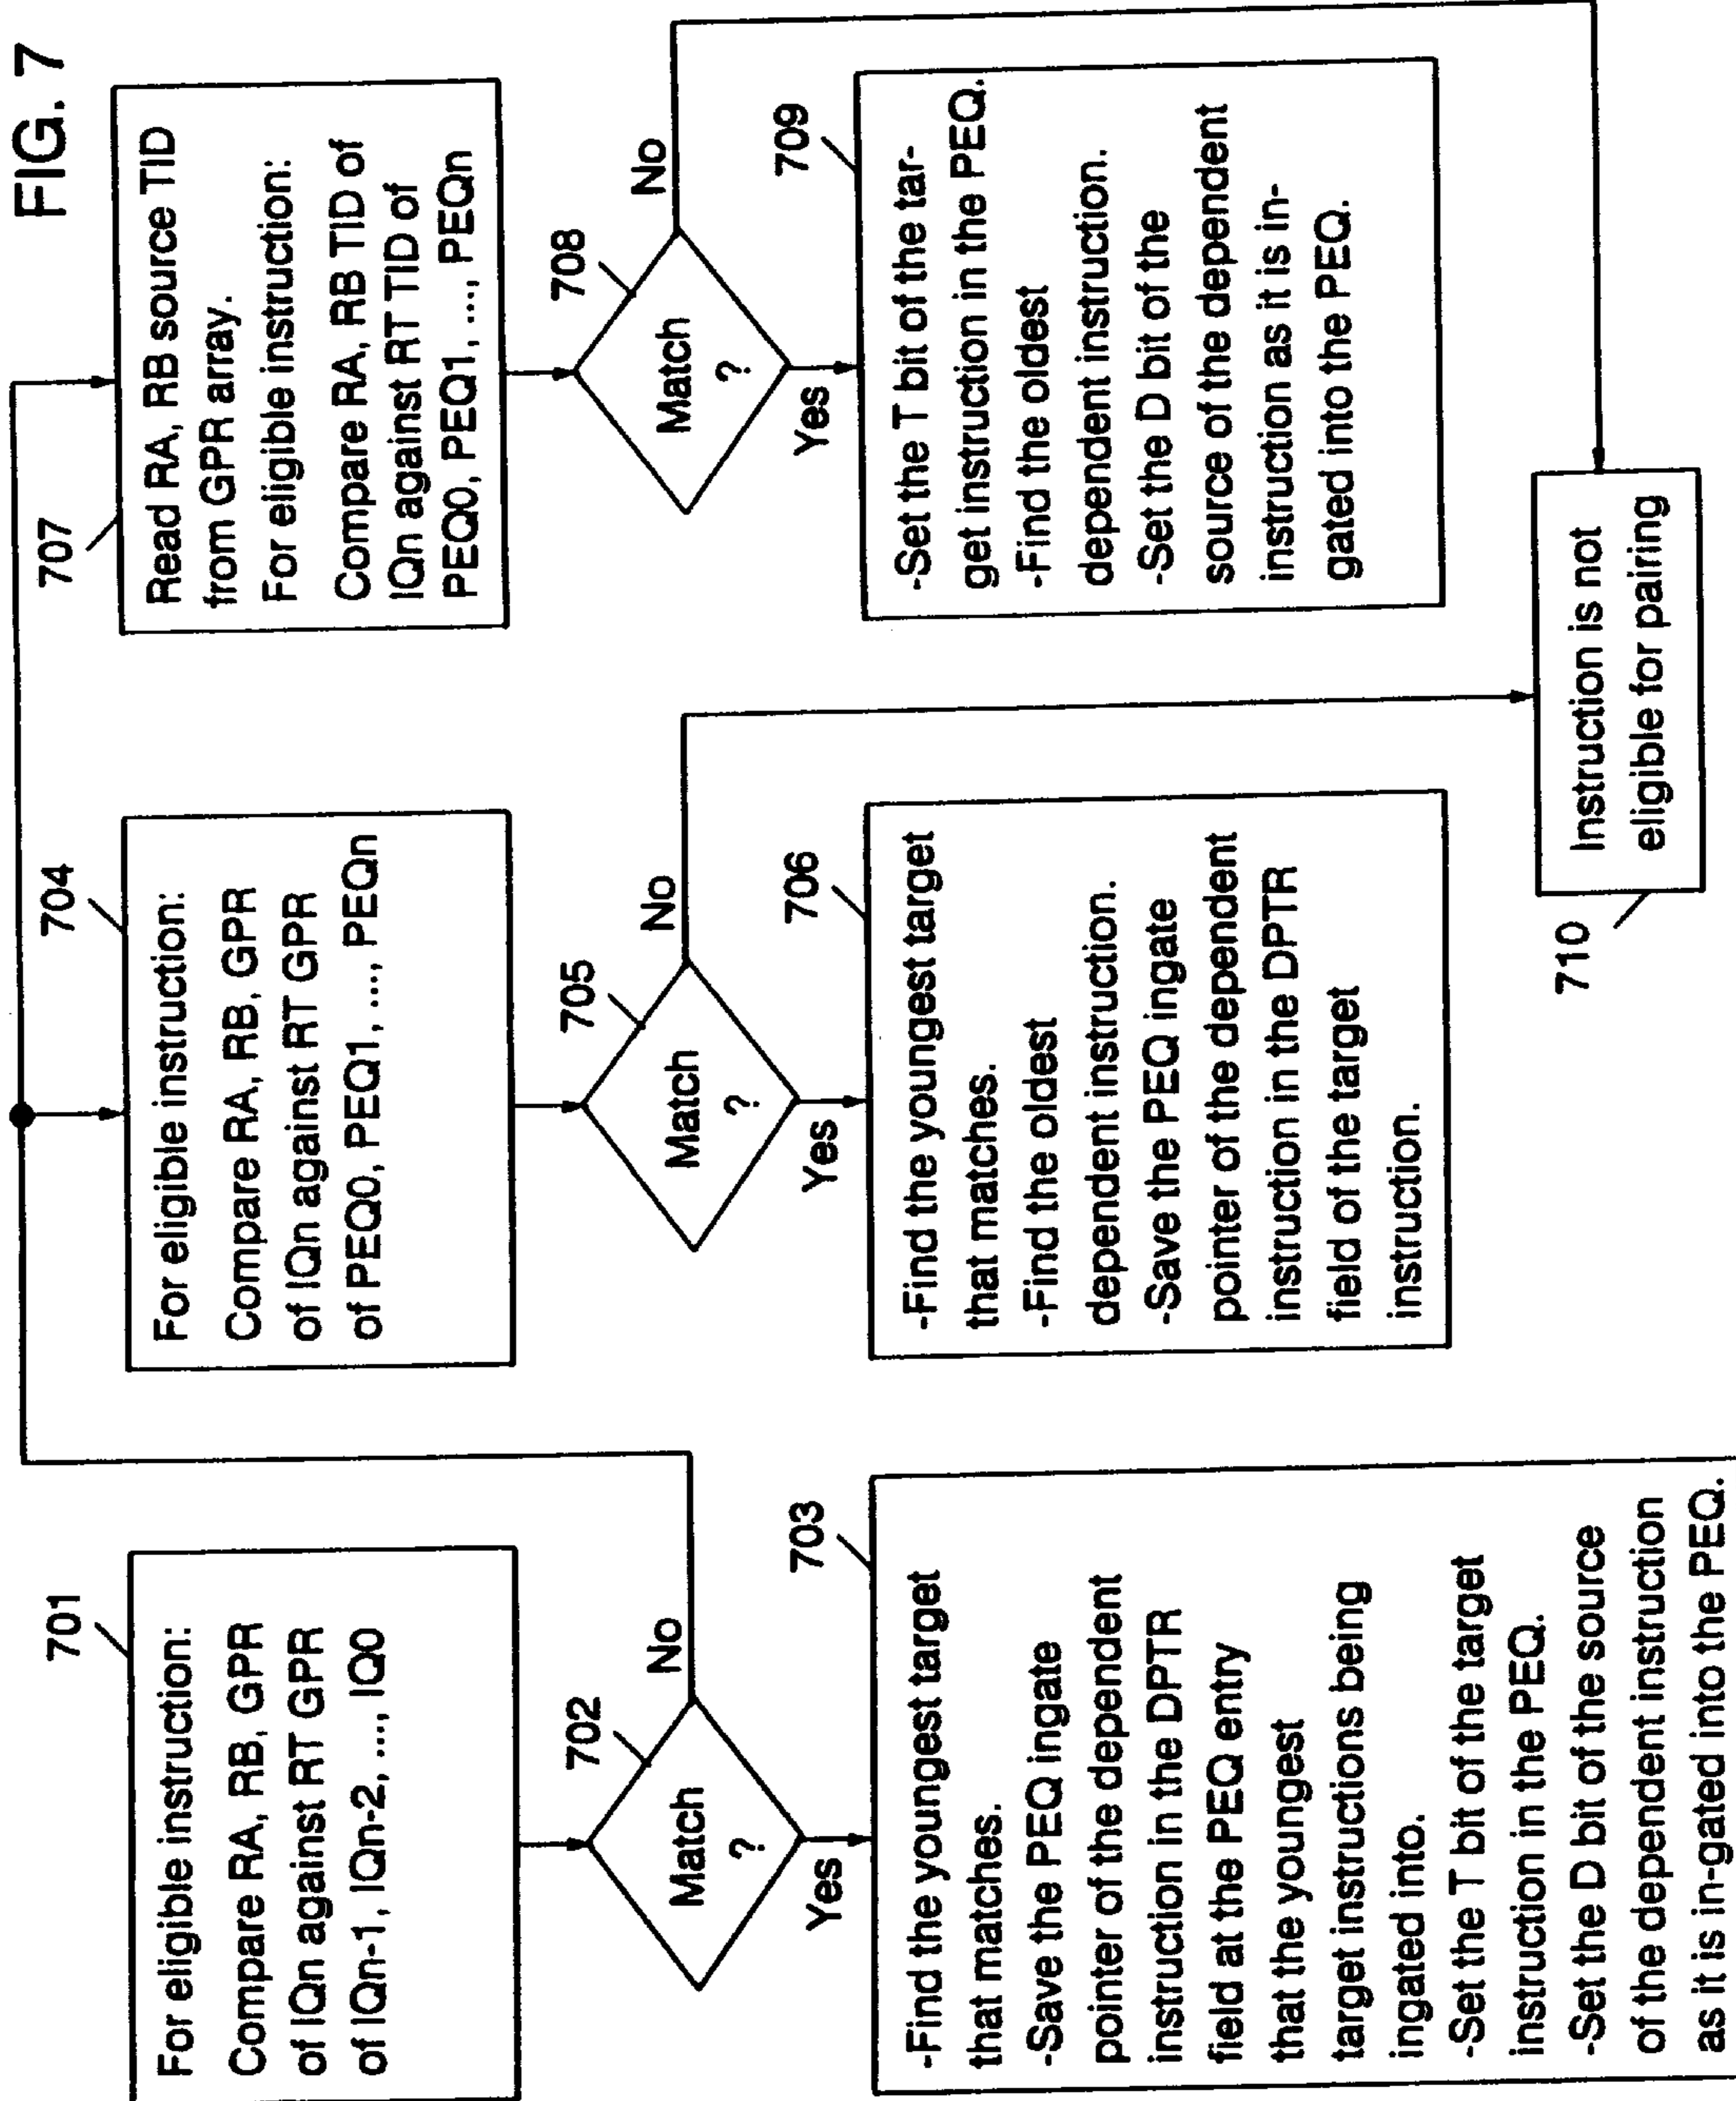 FIG. 7
701
For eligible instruction:
Compare RA, RB, GPR
of IQn against RT GPR
of IQn-1, IQn-2, ..., IQ0
702
Match
?
No
Yes
703
-Find the youngest target
that matches.
-Save the PEQ ingate
pointer of the dependent
instruction in the DPTR
field at the PEQ entry
that the youngest
target instructions being
ingated into.
-Set the T bit of the target
instruction in the PEQ.
-Set the D bit of the source
of the dependent instruction
as it is in-gated into the PEQ.
704
For eligible instruction:
Compare RA, RB, GPR
of IQn against RT GPR
of PEQ0, PEQ1, ...., PEQn
705
Match
?
No
Yes
706
-Find the youngest target
that matches.
-Find the oldest
dependent instruction.
-Save the PEQ ingate
pointer of the dependent
instruction in the DPTR
field of the target
instruction.
707
Read RA, RB source TID
from GPR array.
For eligible instruction:
Compare RA, RB TID of
IQn against RT TID of
PEQ0, PEQ1, ...., PEQn
708
Match
?
No
Yes
709
-Set the T bit of the tar-
get instruction in the PEQ.
-Find the oldest
dependent instruction.
-Set the D bit of the
source of the dependent
instruction as it is in-
gated into the PEQ.
710
Instruction is not
eligible for pairing